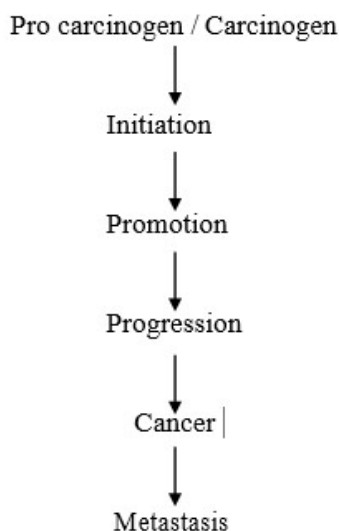 Pro carcinogen / Carcinogen
Initiation
Promotion
Progression
Cancer
Metastasis